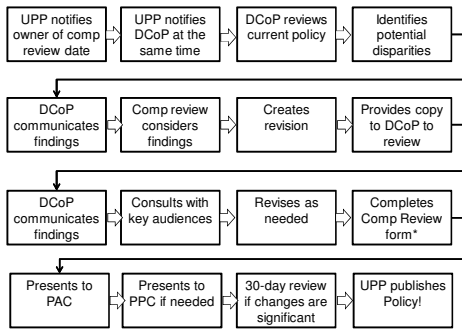 UPP notifies
owner of comp
review date
UPP notifies
DCoP at the
same time
DCoP reviews
current policy
Identifies
potential
disparities
DCoP
communicates
findings
Comp review
considers
findings
Creates
revision
Provides copy
to DCoP to
review
DCoP
communicates
findings
Consults with
key audiences
Revises as
needed
Completes
Comp Review
form*
Presents to
PAC
Presents to
PPC if needed
30-day review
if changes are
significant
UPP publishes
Policy!